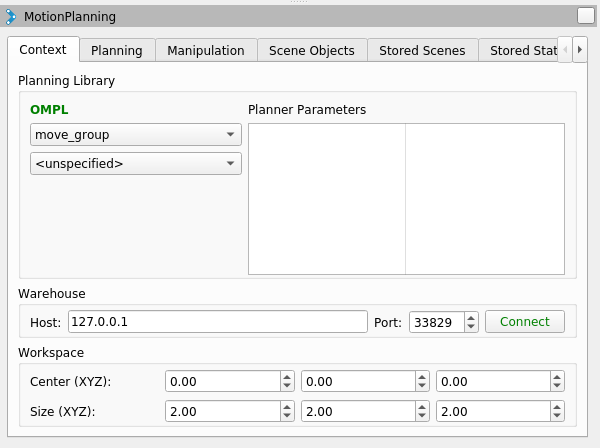 MotionPlanning
Context Planning Manipulation Scene Objects Stored Scenes Stored Stat
Planning Library
OMPL Planner Parameters
move_group
<unspecified>
Warehouse
Host: 127.0.0.1 Port: 33829 Connect
Workspace
Center (XYZ): 0.00 0.00 0.00
Size (XYZ): 2.00 2.00 2.00